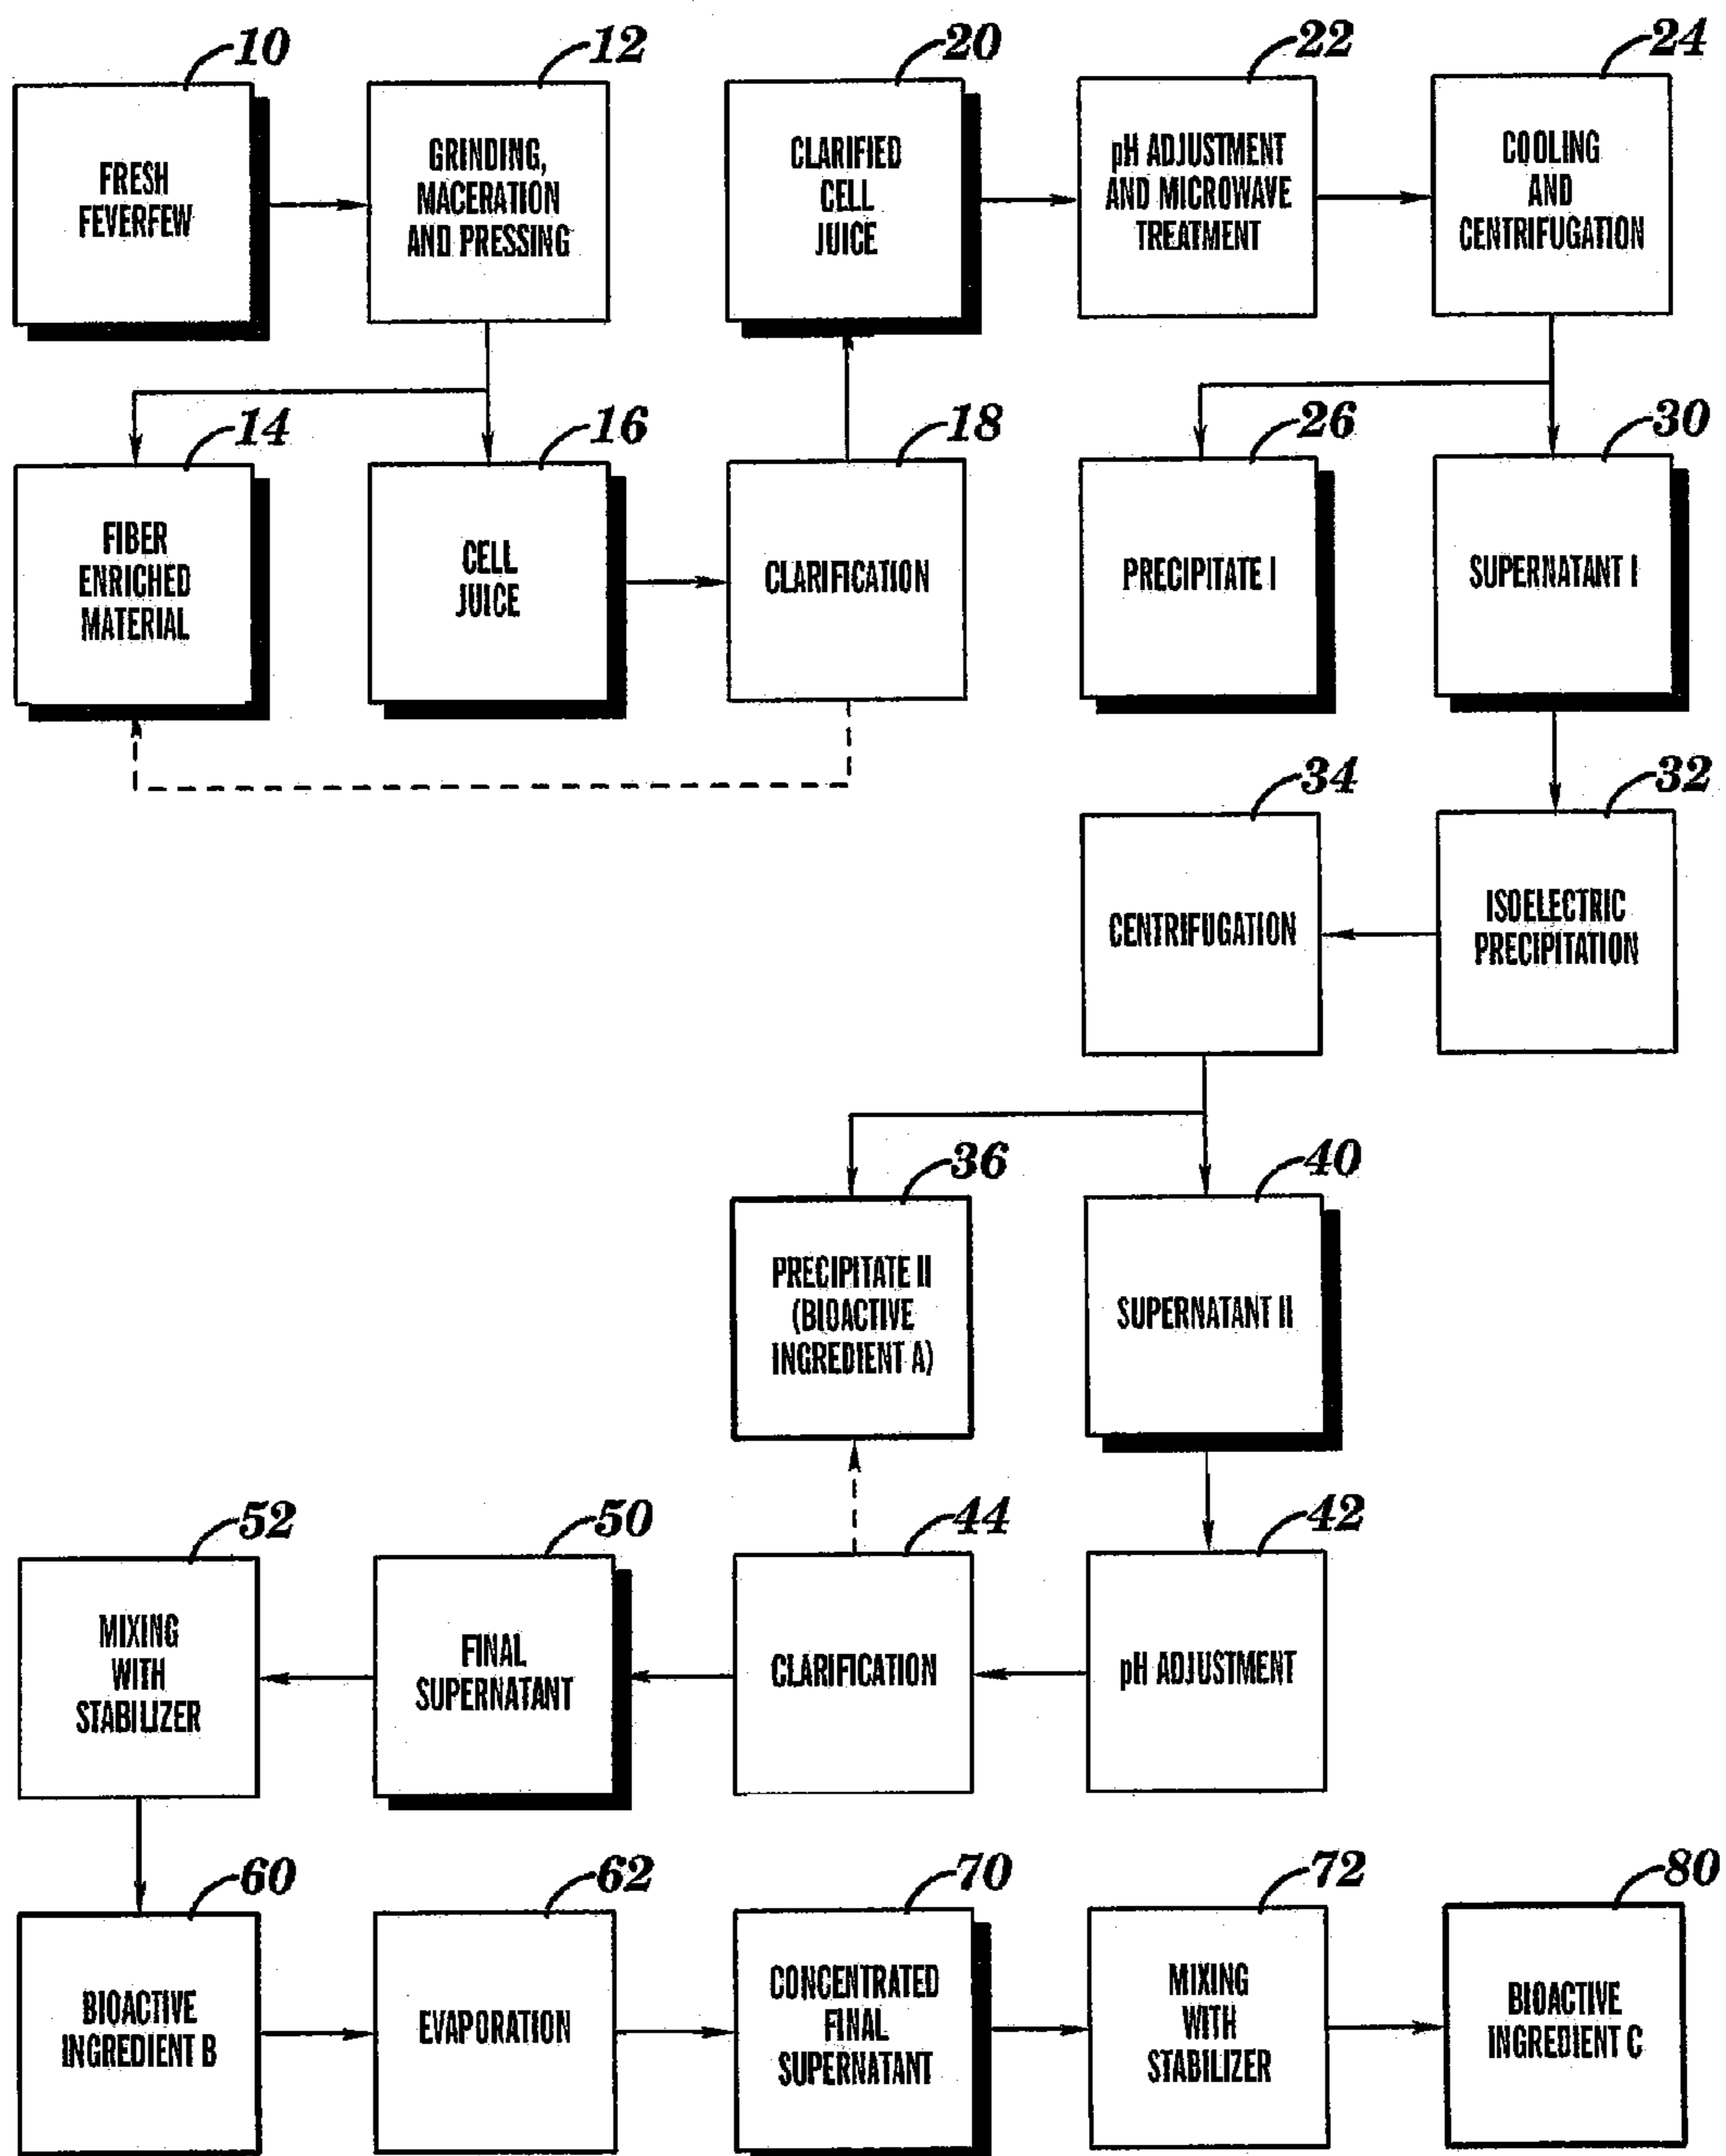 10
FRESH
FEVERFEW
12
GRINDING,
MACERATION
AND PRESSING
20
CLARIFIED
CELL
JUICE
22
pH ADJUSTMENT
AND MICROWAVE
TREATMENT
24
COOLING
AND
CENTRIFUGATION
14
FIBER
ENRICHED
MATERIAL
16
CELL
JUICE
18
CLARIFICATION
26
PRECIPITATE I
30
SUPERNATANT I
34
CENTRIFUGATION
32
ISOELECTRIC
PRECIPITATION
36
PRECIPITATE II
(BIOACTIVE
INGREDIENT A)
40
SUPERNATANT II
52
MIXING
WITH
STABILIZER
50
FINAL
SUPERNATANT
44
CLARIFICATION
42
pH ADJUSTMENT
60
BIOACTIVE
INGREDIENT B
62
EVAPORATION
70
CONCENTRATED
FINAL
SUPERNATANT
72
MIXING
WITH
STABILIZER
80
BIOACTIVE
INGREDIENT C